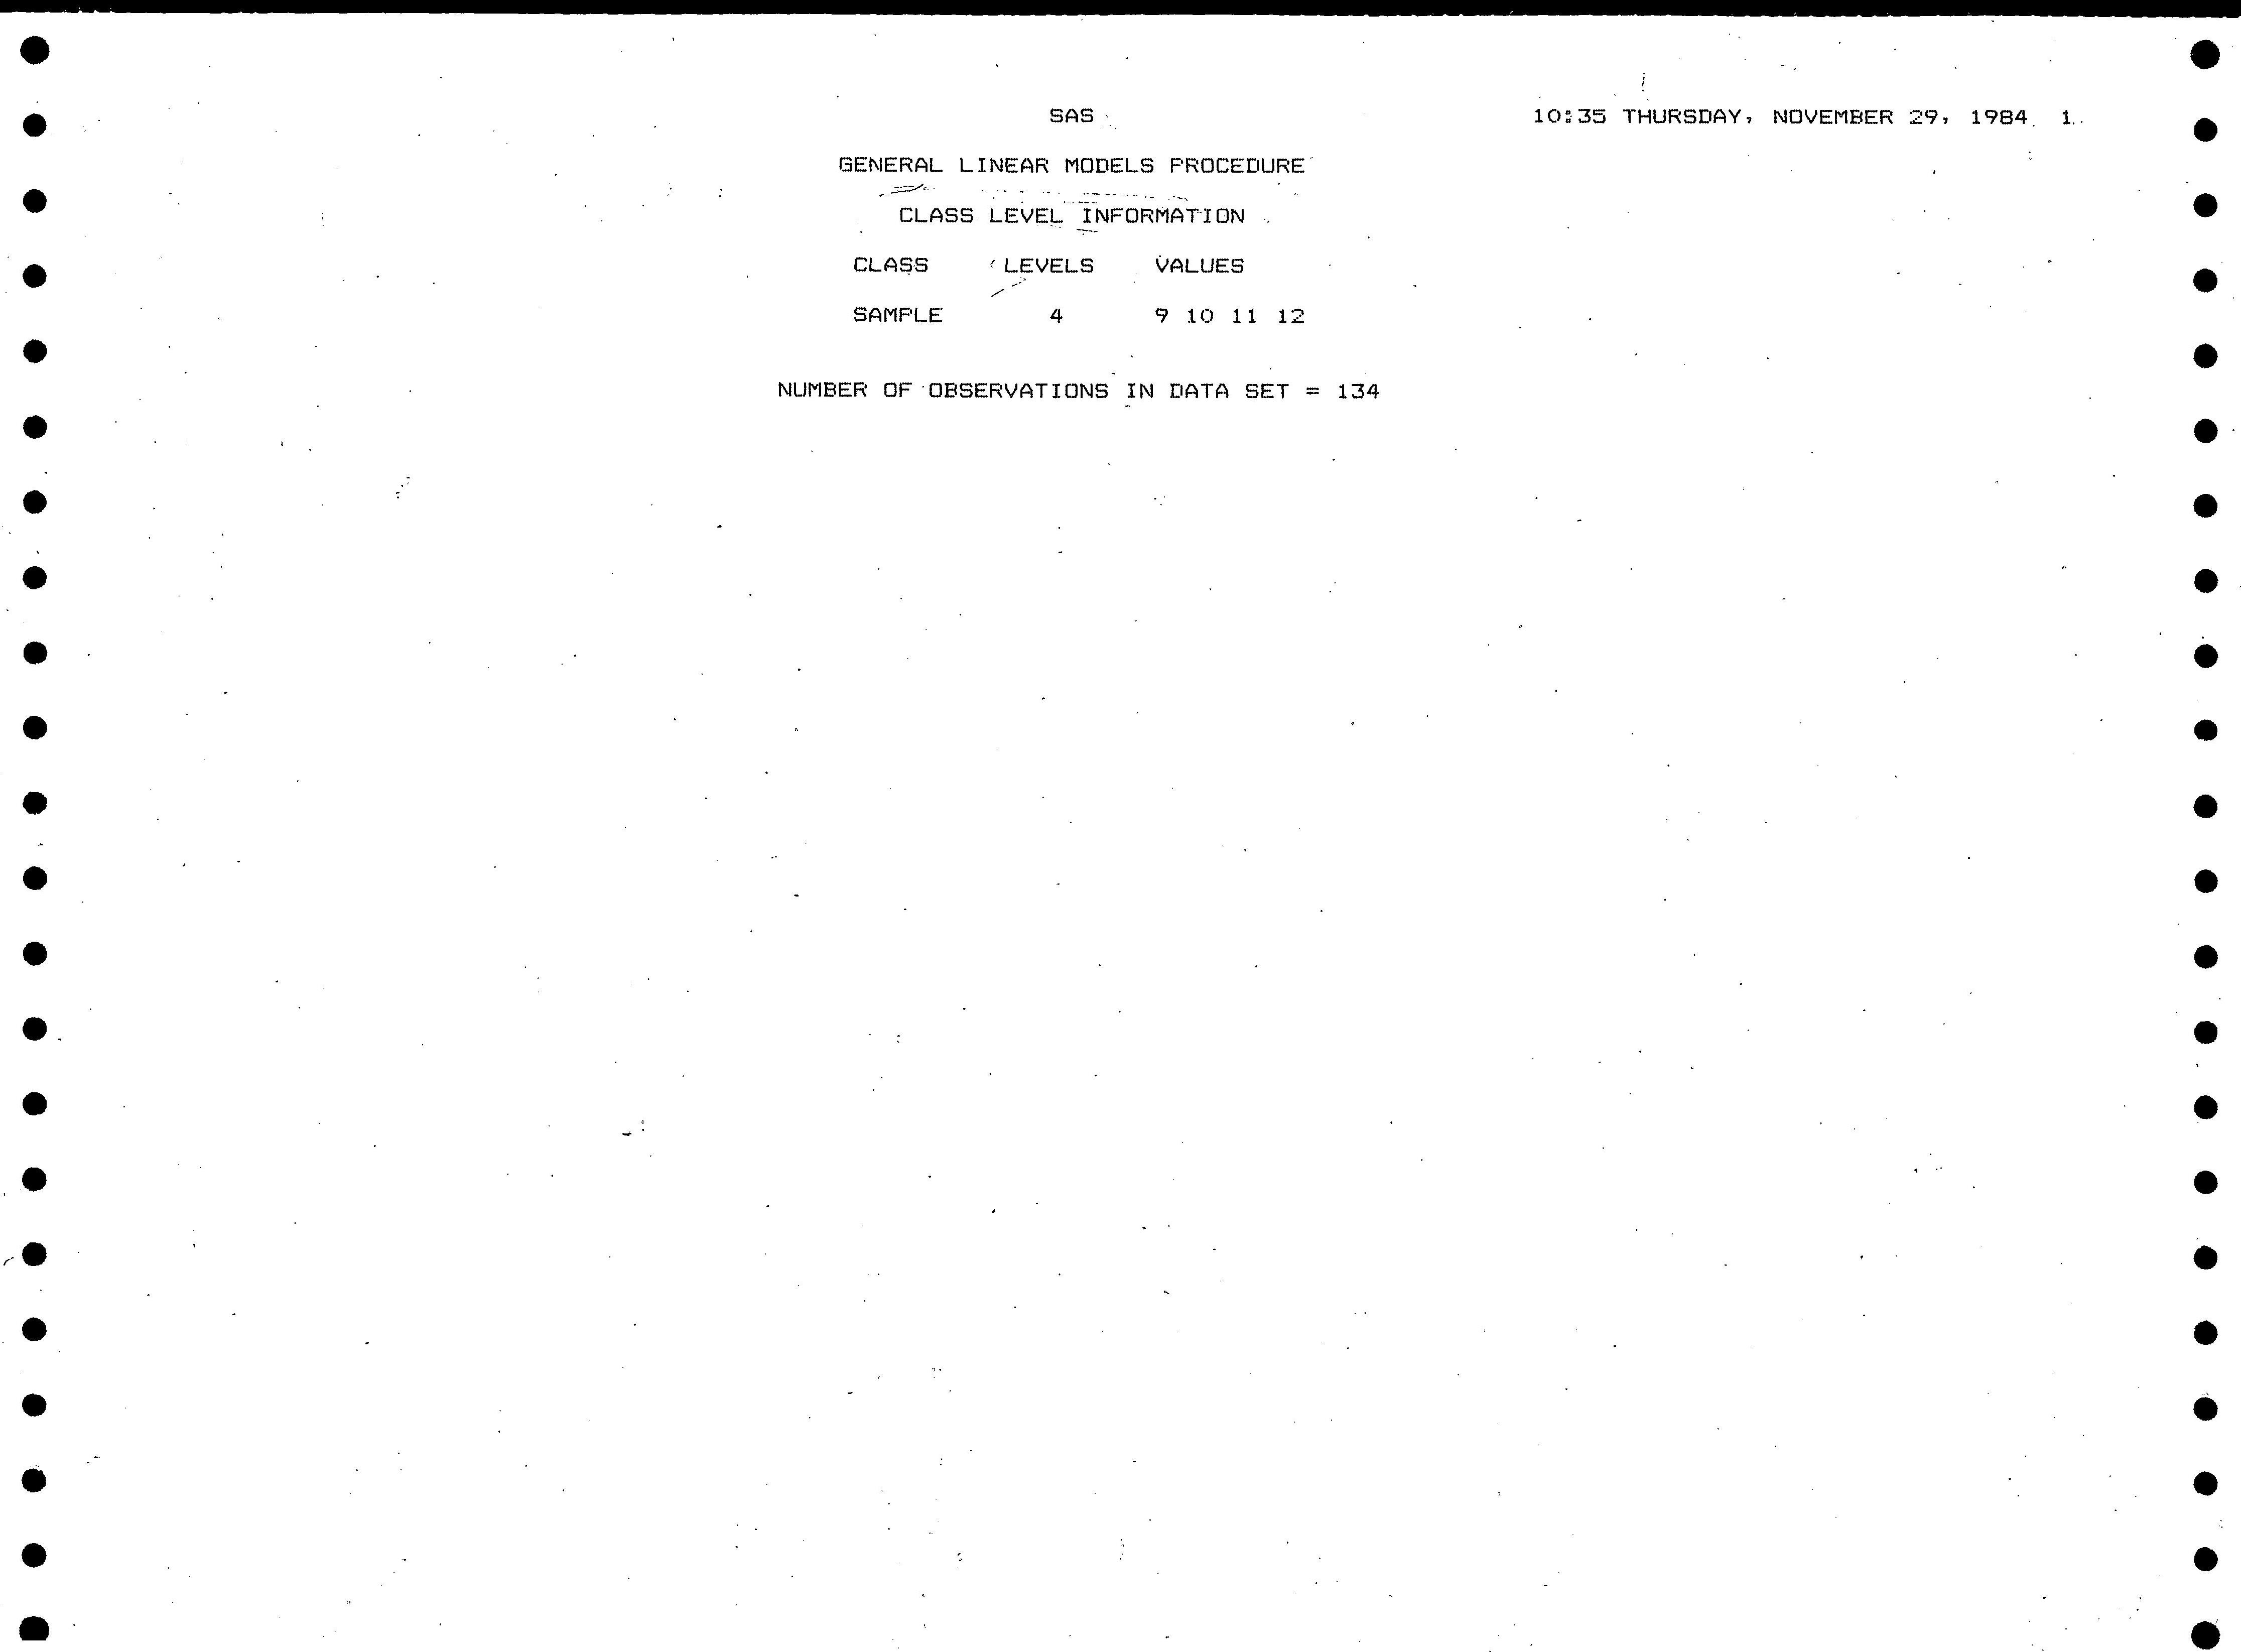 SAS 10:35 THURSDAY, NOVEMBER 29, 1984 1
GENERAL LINEAR MODELS PROCEDURE
CLASS LEVEL INFORMATION
CLASS LEVELS VALUES
SAMPLE 4 9 10 11 12
NUMBER OF OBSERVATIONS IN DATA SET = 134